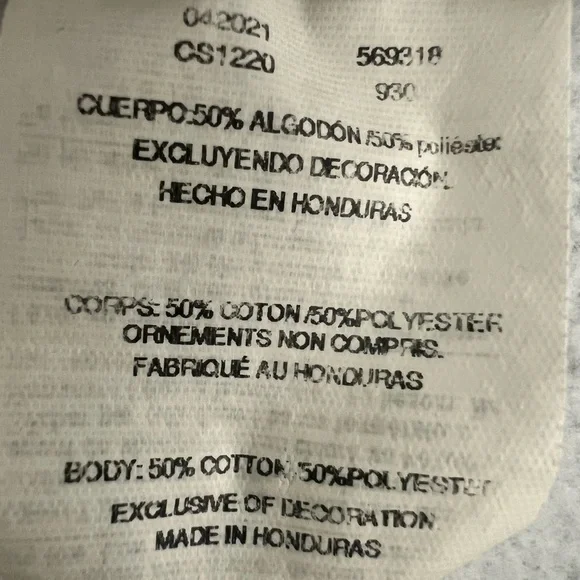 042021
CS1220 569318
930
CUERPO:50% ALGODÓN /50% poliéster
EXCLUYENDO DECORACIÓN.
HECHO EN HONDURAS
CORPS: 50% COTON /50%POLYESTER
ORNEMENTS NON COMPRIS.
FABRIQUÉ AU HONDURAS
BODY: 50% COTTON /50%POLYESTER
EXCLUSIVE OF DECORATION
MADE IN HONDURAS